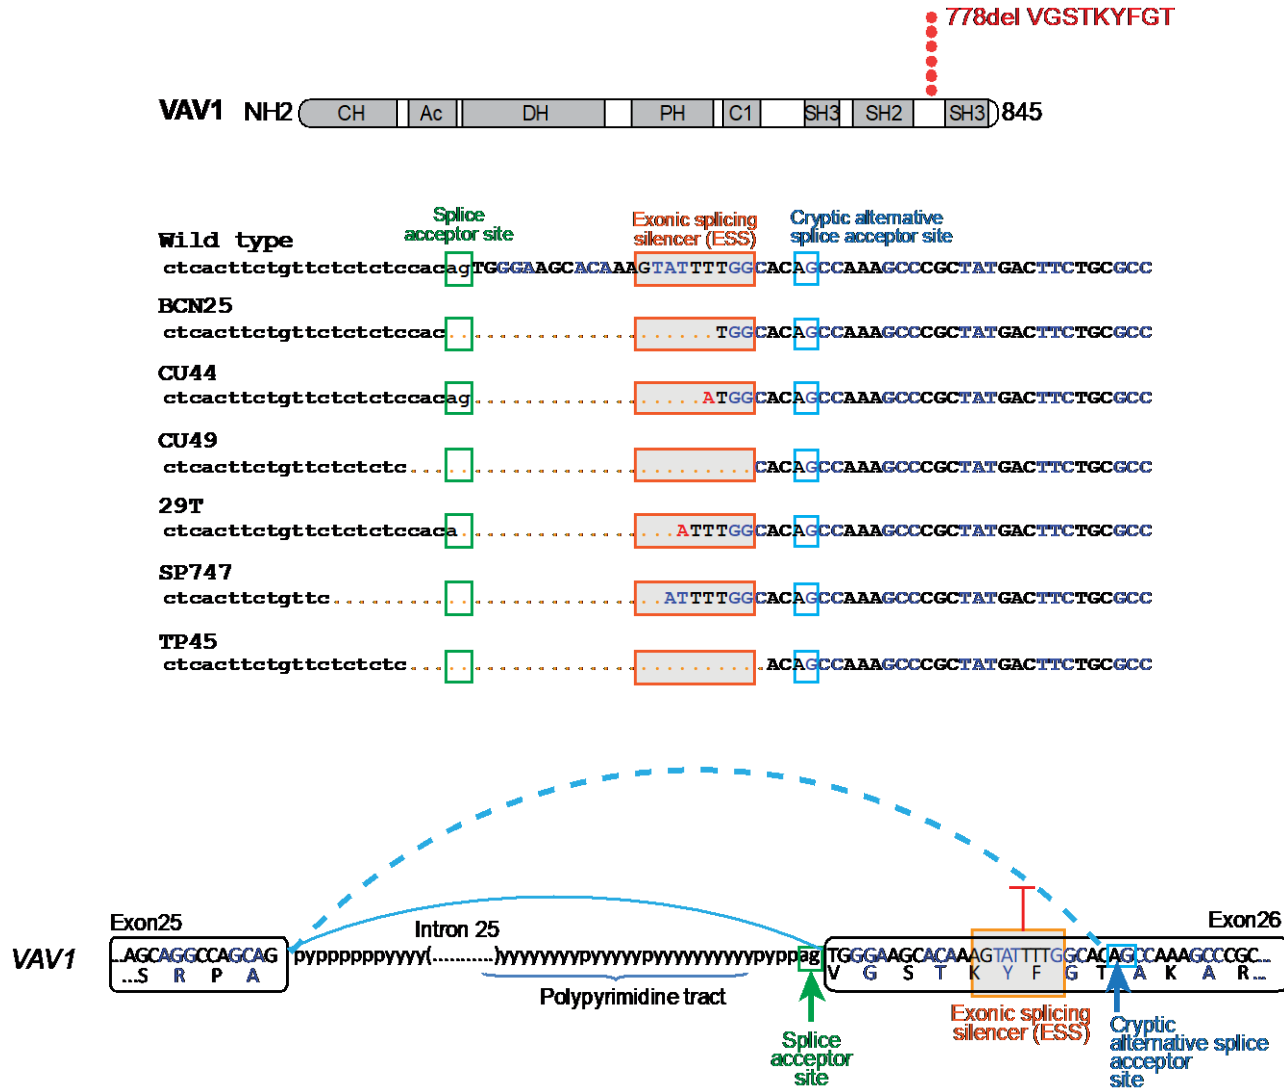 778del VGSTKYFGT
VAV1 NH2 CH Ac DH PH C1 SH3 SH2 SH3 845
Splice
acceptor site
Exonic splicing
silencer (ESS)
Cryptic alternative
splice acceptor site
Wild type
ctcacttctgttctctctccacagTGGGAAGCACAAAGTATTTTGGCACAGCCAAAGCCCGCTATGACTTCTGCGCC
BCN25
ctcacttctgttctctctccac.....................TGGCACAGCCAAAGCCCGCTATGACTTCTGCGCC
CU44
ctcacttctgttctctctccacag..................ATGGCACAGCCAAAGCCCGCTATGACTTCTGCGCC
CU49
ctcacttctgttctctctc...........................CACAGCCAAAGCCCGCTATGACTTCTGCGCC
29T
ctcacttctgttctctctccaca.................ATTTGGCACAGCCAAAGCCCGCTATGACTTCTGCGCC
SP747
ctcacttctgttc..........................ATTTTGGCACAGCCAAAGCCCGCTATGACTTCTGCGCC
TP45
ctcacttctgttctctctc............................ACAGCCAAAGCCCGCTATGACTTCTGCGCC
Exon25
Intron 25
Exon26
VAV1
...AGCAGGCCAGCAG pypppppppyyyy(...........)yyyyyyyypyyyyypyyyyyyyyyypyppag TGGGAAGCACAAAGTATTTTGGCACAGCCAAAGCCCGC...
...S R P A
V G S T K Y F G T A K A R...
Polypyrimidine tract
Splice
acceptor
site
Exonic splicing
silencer (ESS)
Cryptic
alternative splice
acceptor
site